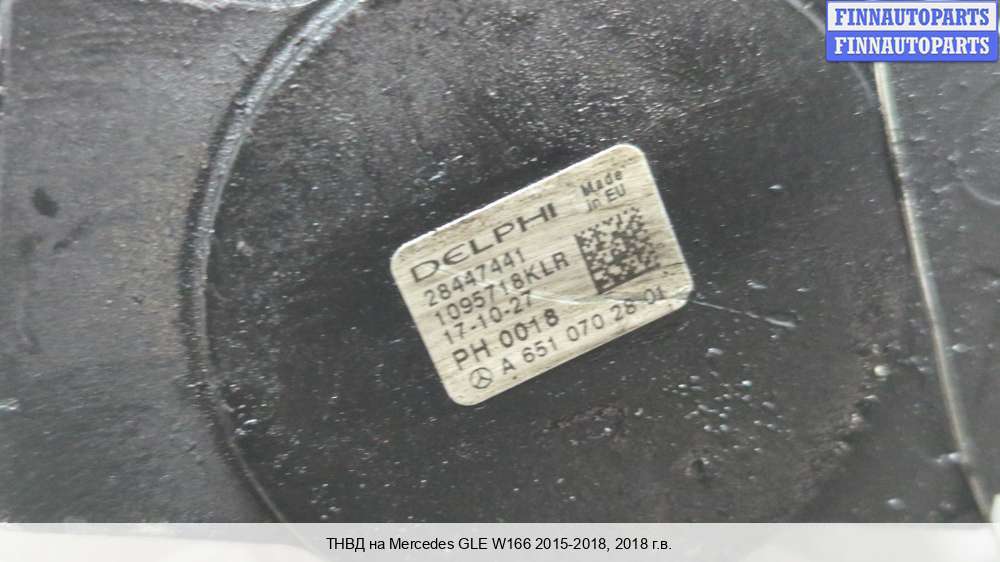 FINNAUTOPARTS
FINNAUTOPARTS
DELPHI
Made
in EU
28447441
1095718KLR
17-10-27
PH 0018
A 651 070 28 01
ТНВД на Mercedes GLE W166 2015-2018, 2018 г.в.